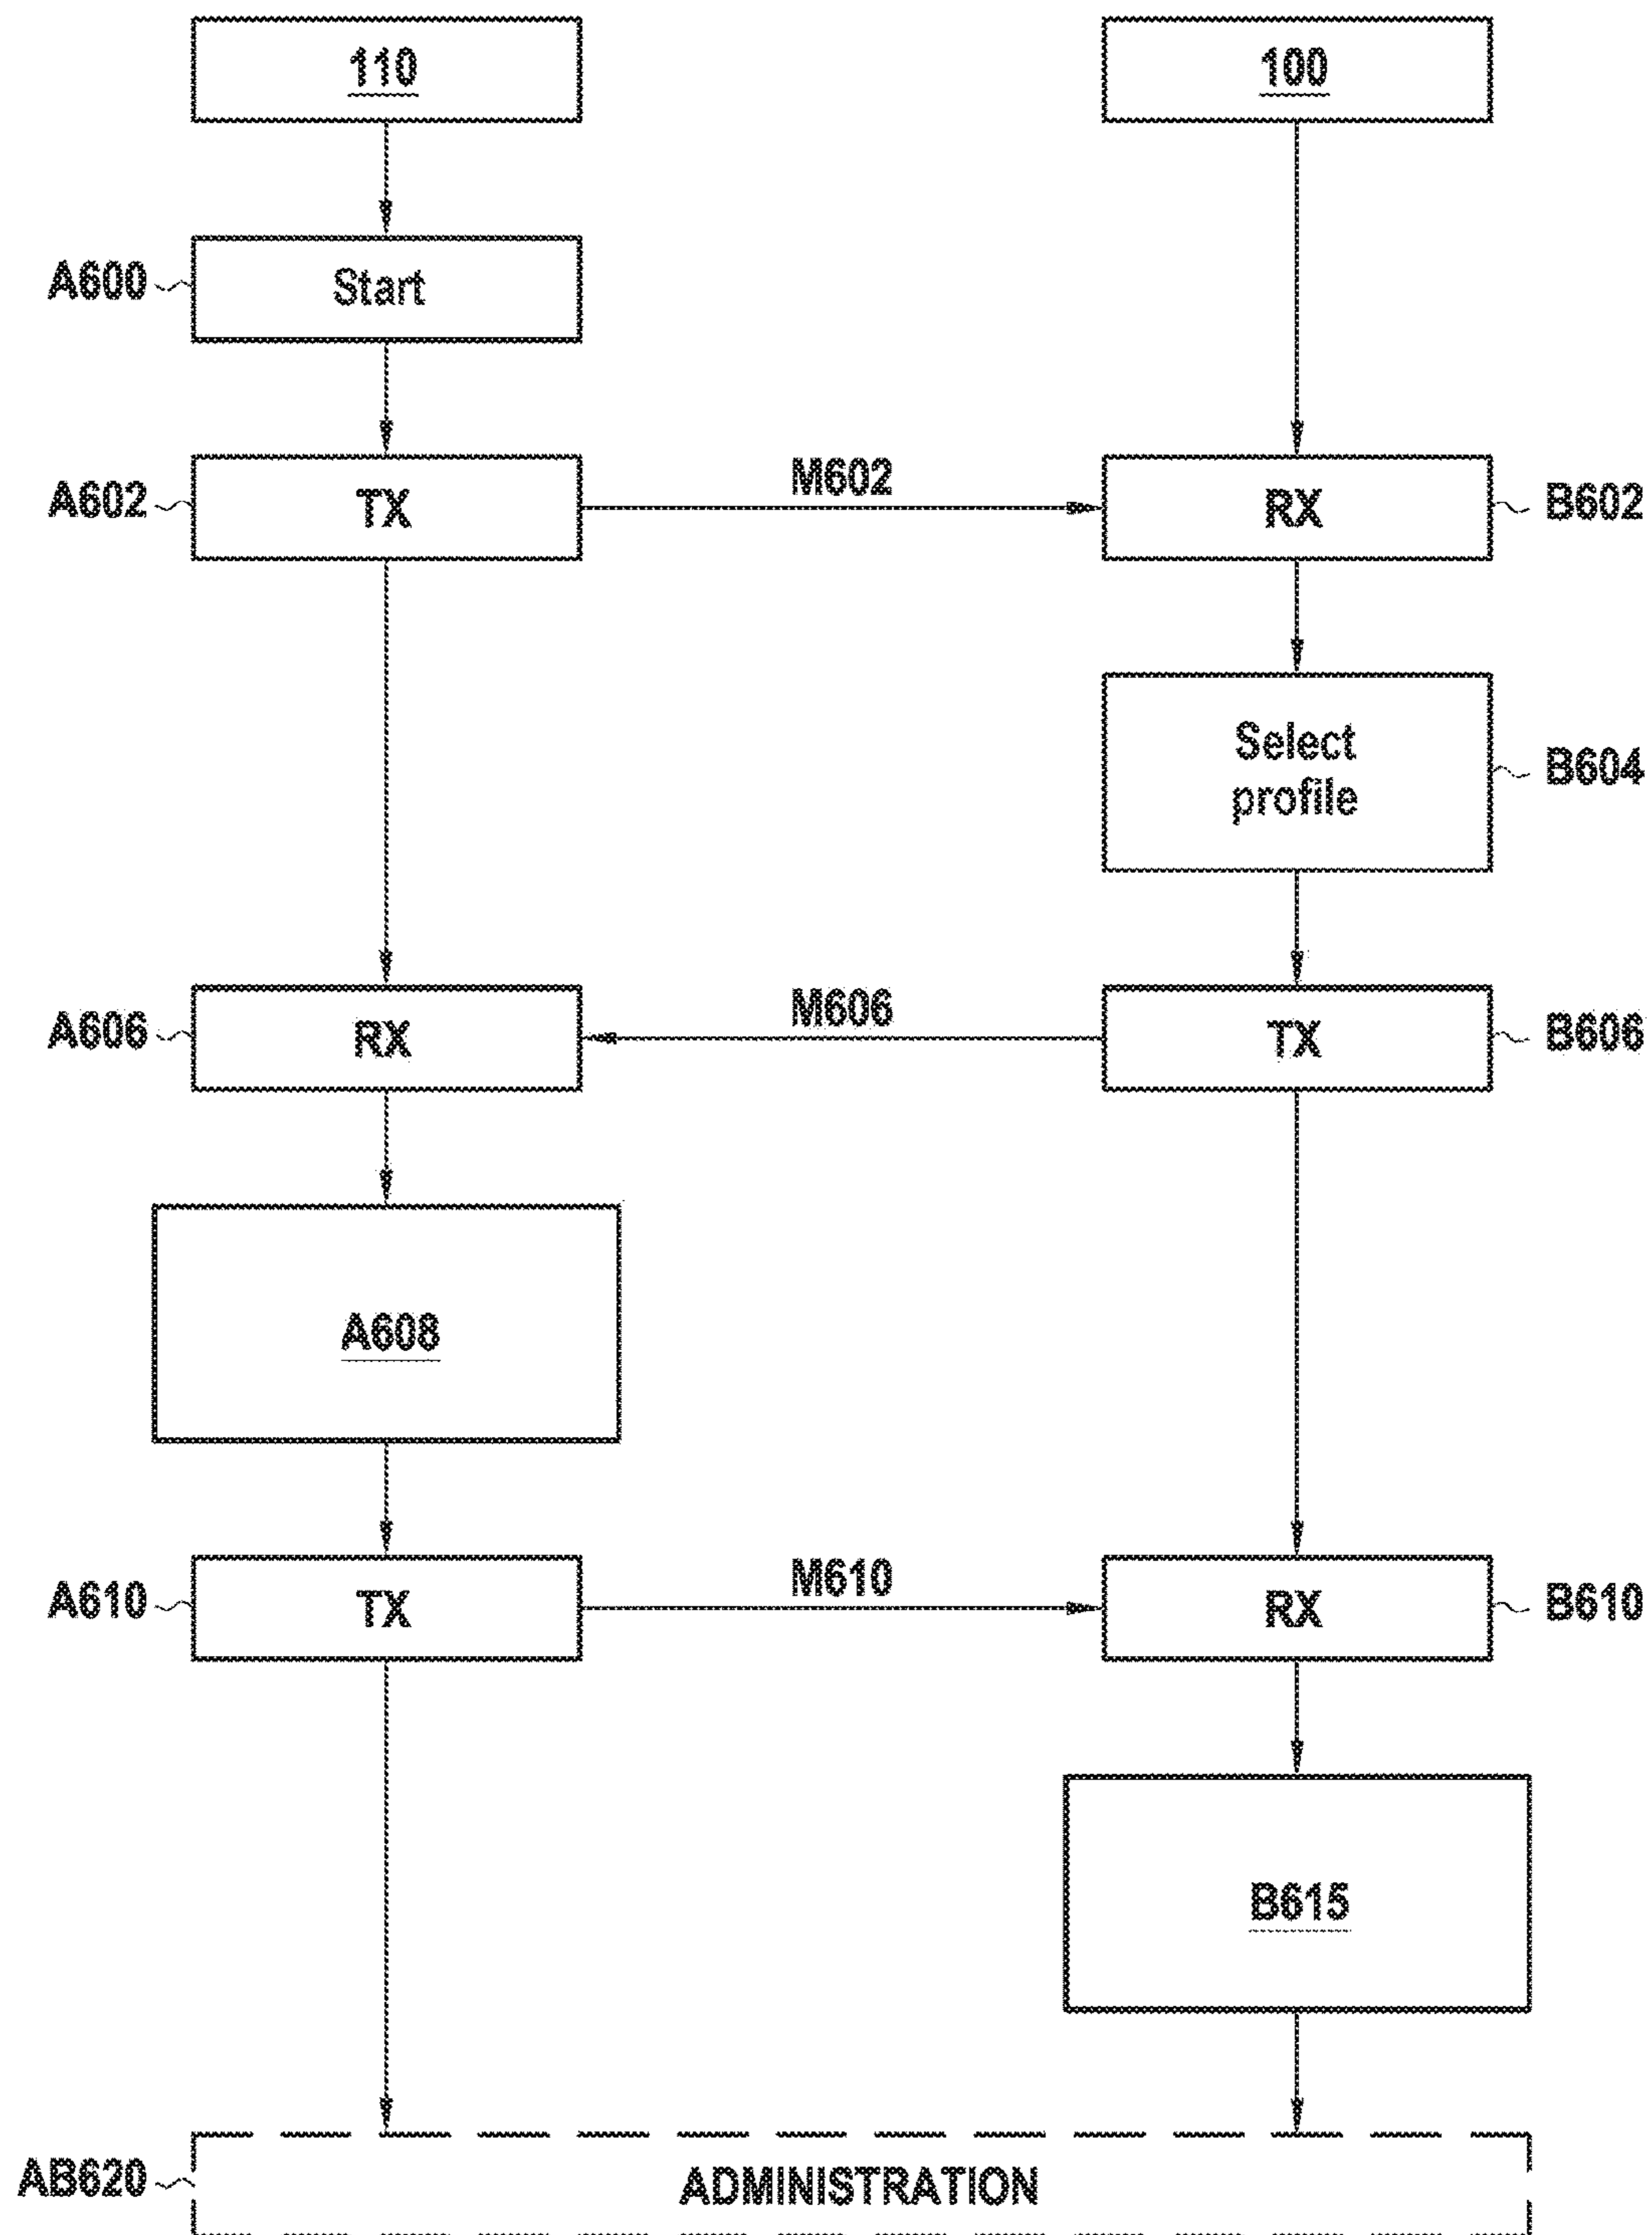 110
100
A600
Start
A602
TX
M602
RX
B602
Select
profile
B604
A606
RX
M606
TX
B606
A608
A610
TX
M610
RX
B610
B615
AB620
ADMINISTRATION